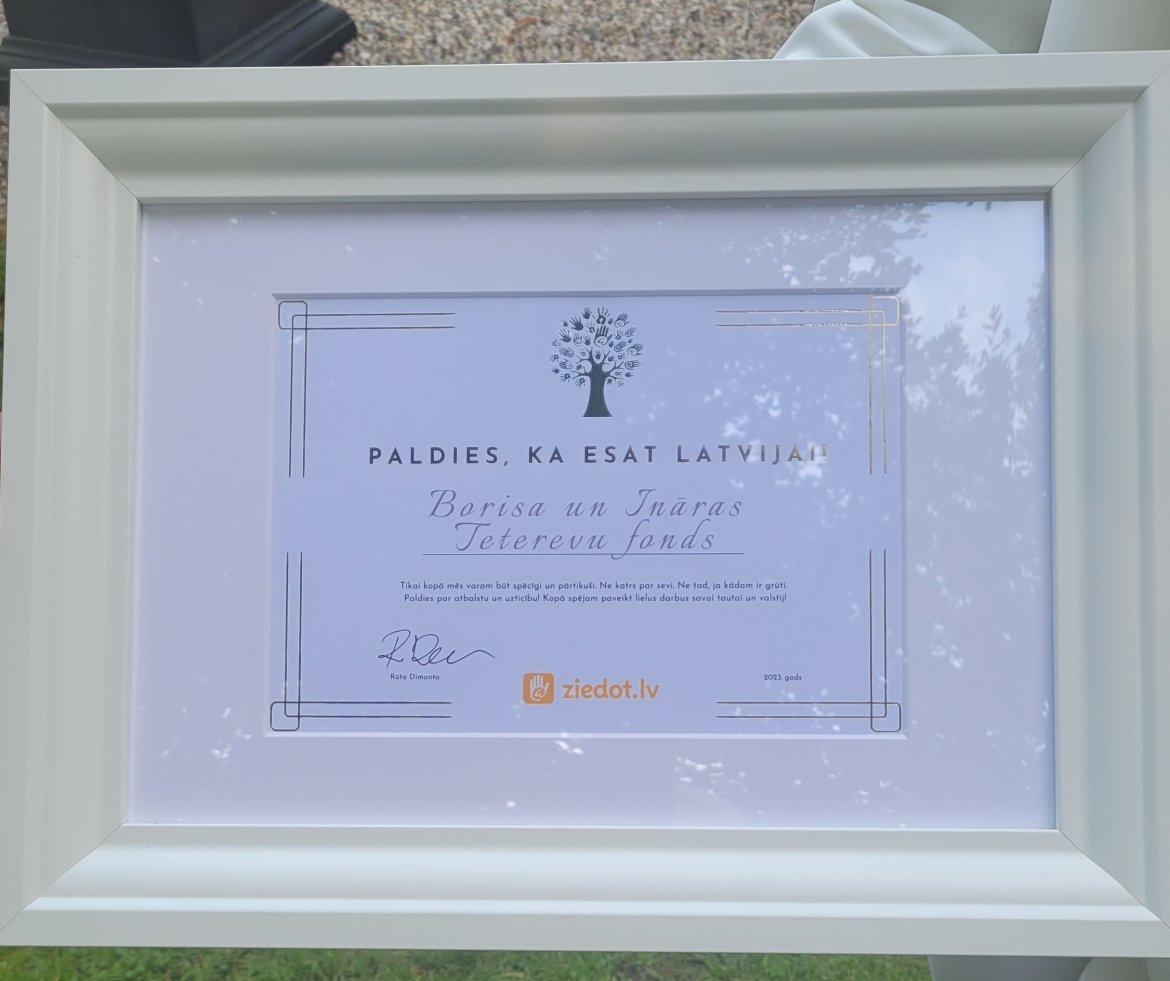 PALDIES, KA ESAT LATVIJAI!
Borisa un Ināras
Teterevu fonds
Tikai kopā mēs varam būt spēcīgi un pārtikuši. Ne katrs par sevi. Ne tad, ja kādam ir grūti.
Paldies par atbalstu un uzticību! Kopā spējam paveikt lielus darbus savai tautai un valstij!
Rūta Dimanta
ziedot.lv
2023. gads